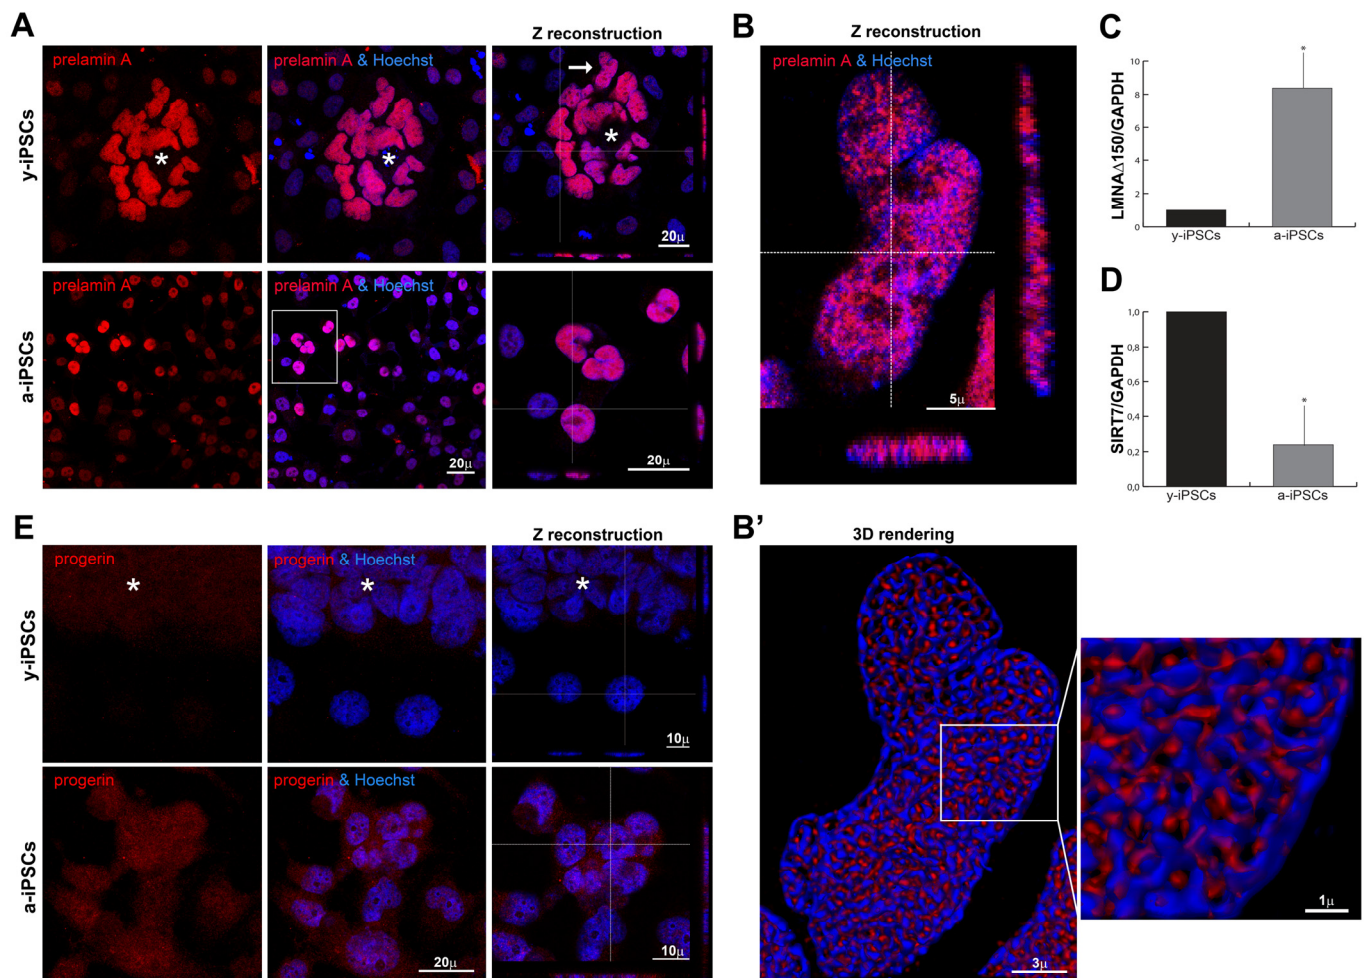 A
Z reconstruction
y-iPSCs
prelamin A
prelamin A & Hoechst
*
*
*
20µ
a-iPSCs
prelamin A
prelamin A & Hoechst
20µ
20µ
B
Z reconstruction
prelamin A & Hoechst
5µ
C
LMNAΔ150/GAPDH
10
8
6
4
2
0
*
y-iPSCs
a-iPSCs
D
SIRT7/GAPDH
1,0
0,8
0,6
0,4
0,2
0,0
*
y-iPSCs
a-iPSCs
E
Z reconstruction
y-iPSCs
progerin
progerin & Hoechst
*
*
*
10µ
a-iPSCs
progerin
progerin & Hoechst
20µ
10µ
B’
3D rendering
3µ
1µ